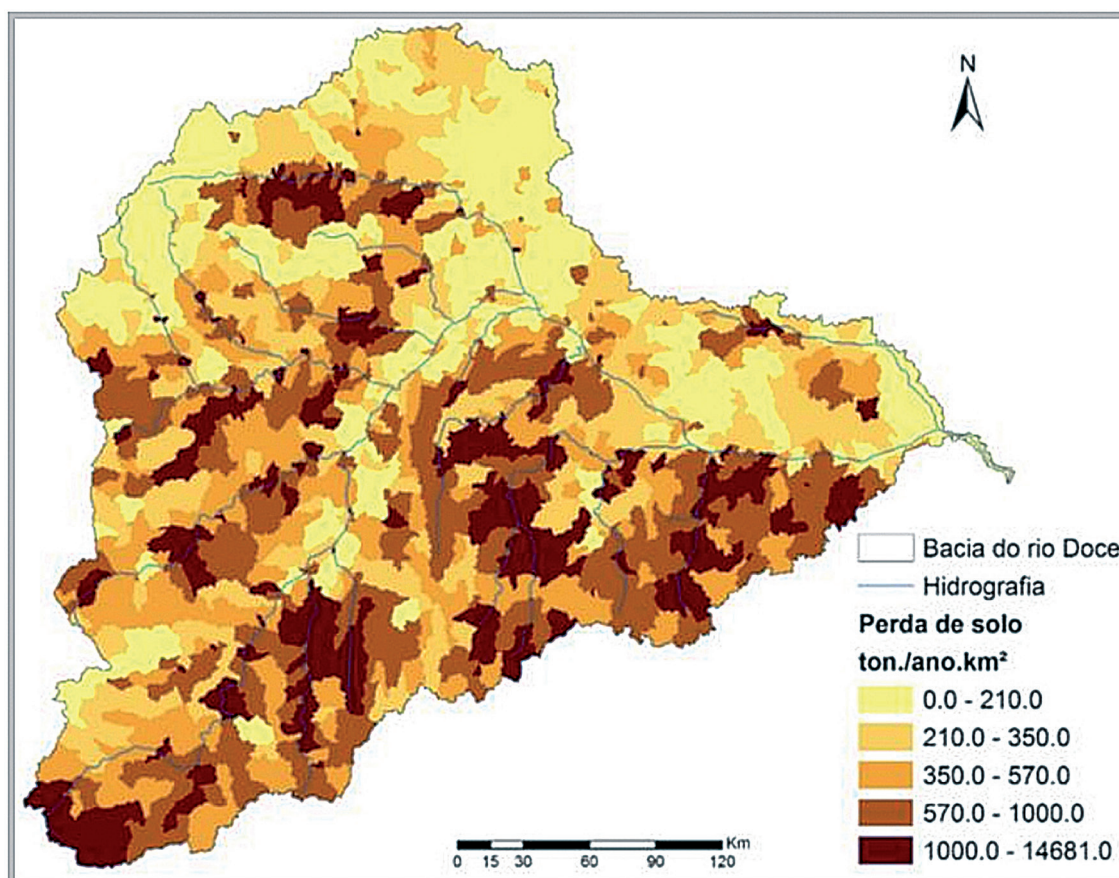 N
Bacia do rio Doce
Hidrografia
Perda de solo
ton./ano.km²
0.0 - 210.0
210.0 - 350.0
350.0 - 570.0
570.0 - 1000.0
1000.0 - 14681.0
Km
0 15 30 60 90 120